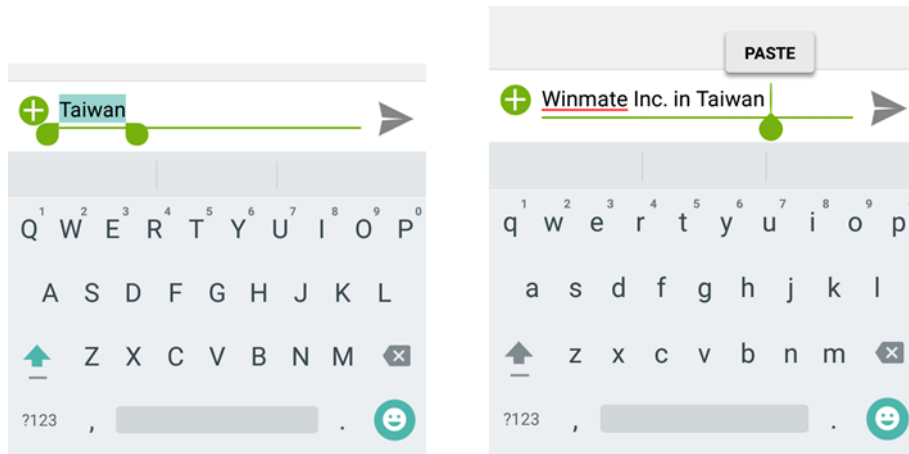 Taiwan
1 2 3 4 5 6 7 8 9 0
Q W E R T Y U I O P
A S D F G H J K L
Z X C V B N M
?123 , .
PASTE
Winmate Inc. in Taiwan
1 2 3 4 5 6 7 8 9
q w e r t y u i o p
a s d f g h j k l
z x c v b n m
?123 , .